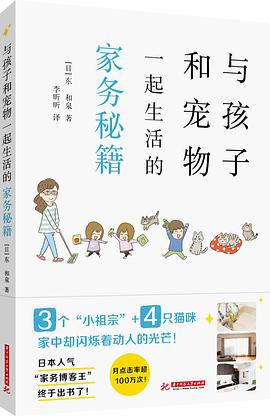 与孩子
和宠物
一起生活的
家务秘籍
[日]东 和泉 著
李昕昕 译
与孩子和宠物一起生活的 家务秘籍
[日]东 和泉 著
3个“小祖宗”+4只猫咪
家中却闪烁着动人的光芒!
日本人气
“家务博客王”
终于出书了!
月点击率超
100万次!